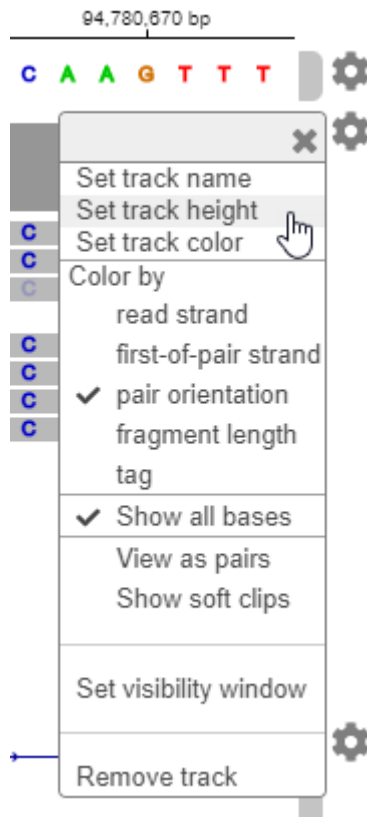 94,780,670 bp
C A A G T T T
Set track name
Set track height
C
Set track color
C
Color by
C
read strand
C
first-of-pair strand
C
pair orientation
C
fragment length
C
tag
Show all bases
View as pairs
Show soft clips
Set visibility window
Remove track